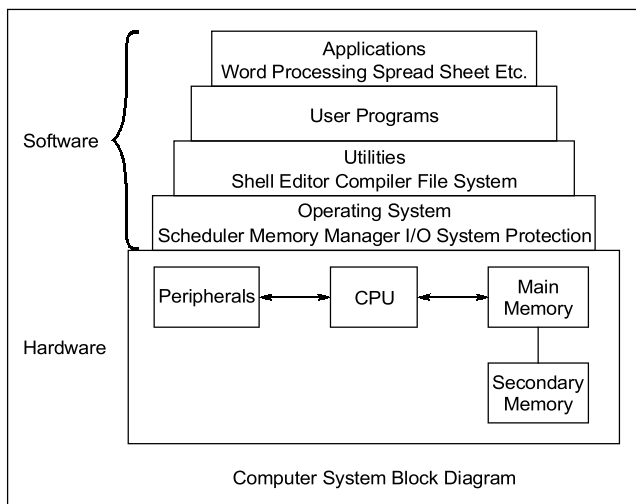 Applications
Word Processing Spread Sheet Etc.
User Programs
Software
Utilities
Shell Editor Compiler File System
Operating System
Scheduler Memory Manager I/O System Protection
Peripherals
CPU
Main
Memory
Hardware
Secondary
Memory
Computer System Block Diagram